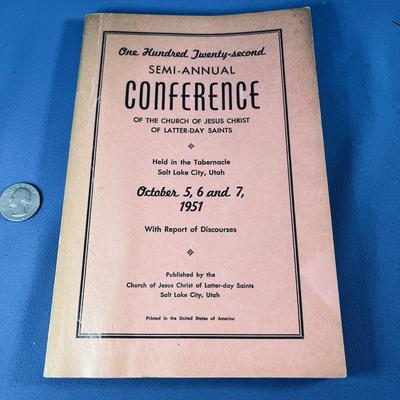 One Hundred Twenty-second
SEMI-ANNUAL
CONFERENCE
OF THE CHURCH OF JESUS CHRIST
OF LATTER-DAY SAINTS
Held in the Tabernacle
Salt Lake City, Utah
October 5, 6 and 7,
1951
With Report of Discourses
Published by the
Church of Jesus Christ of Latter-day Saints
Salt Lake City, Utah
Printed in the United States of America